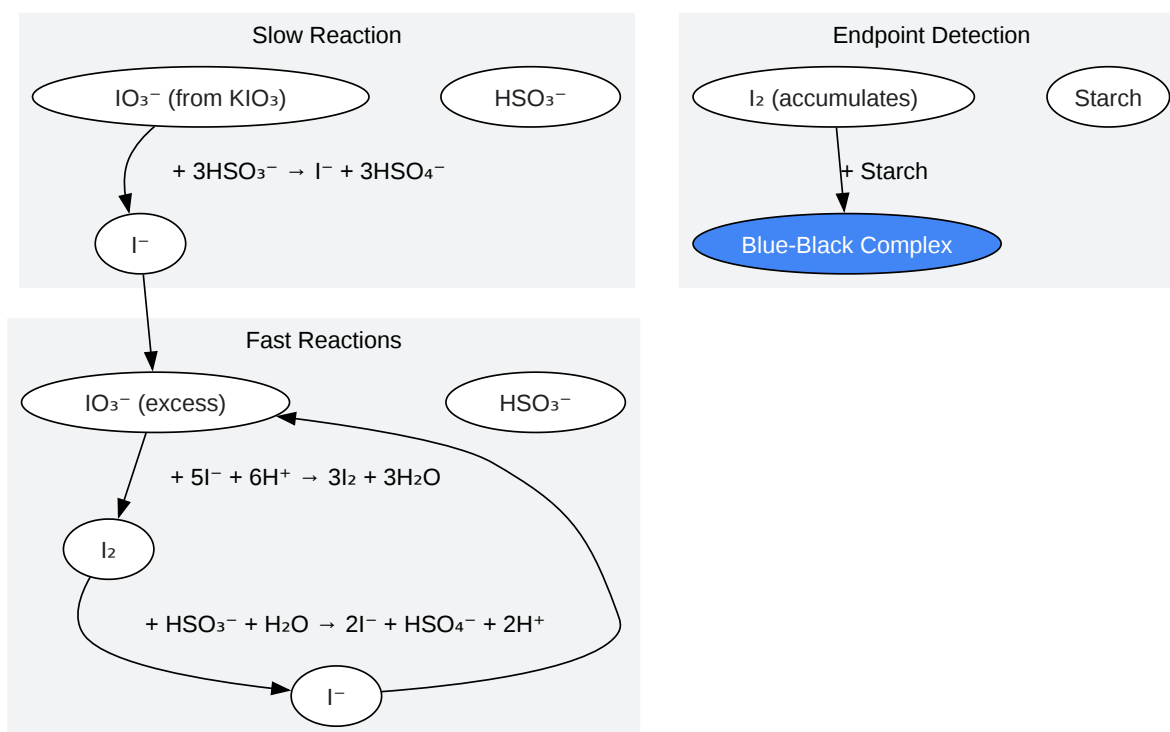 Slow Reaction
IO₃⁻ (from KIO₃)
HSO₃⁻
+ 3HSO₃⁻ → I⁻ + 3HSO₄⁻
I⁻
Endpoint Detection
I₂ (accumulates)
Starch
+ Starch
Blue-Black Complex
Fast Reactions
IO₃⁻ (excess)
HSO₃⁻
+ 5I⁻ + 6H⁺ → 3I₂ + 3H₂O
I₂
+ HSO₃⁻ + H₂O → 2I⁻ + HSO₄⁻ + 2H⁺
I⁻